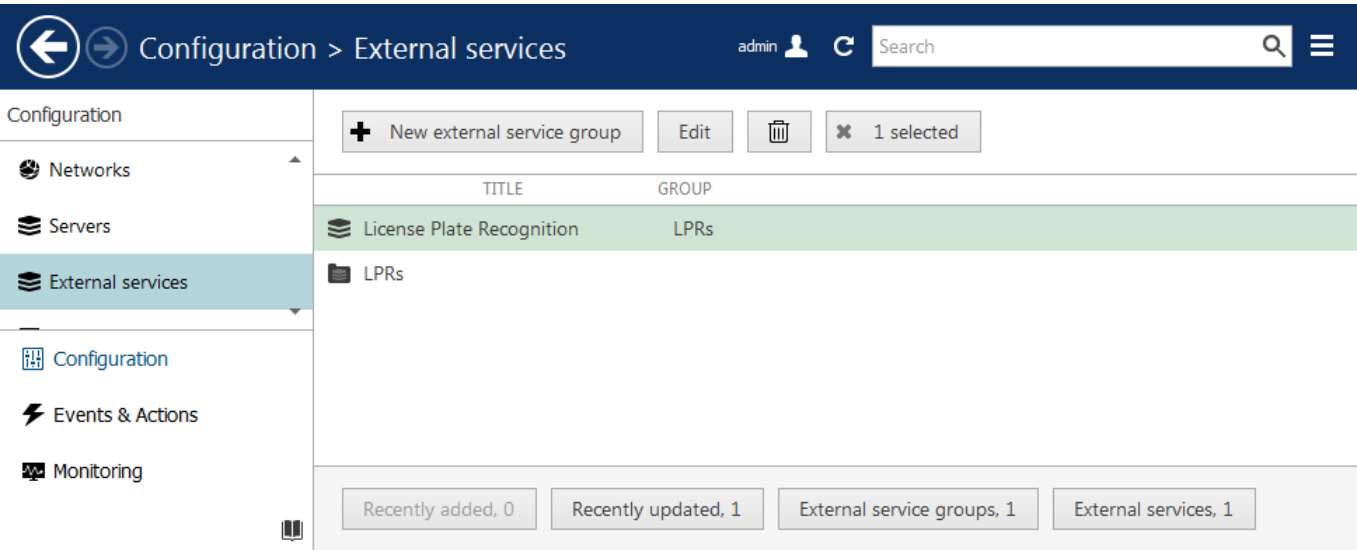 Configuration > External services
admin
Search
Configuration
Networks
Servers
External services
Configuration
Events & Actions
Monitoring
New external service group
Edit
1 selected
TITLE GROUP
License Plate Recognition LPRs
LPRs
Recently added, 0
Recently updated, 1
External service groups, 1
External services, 1